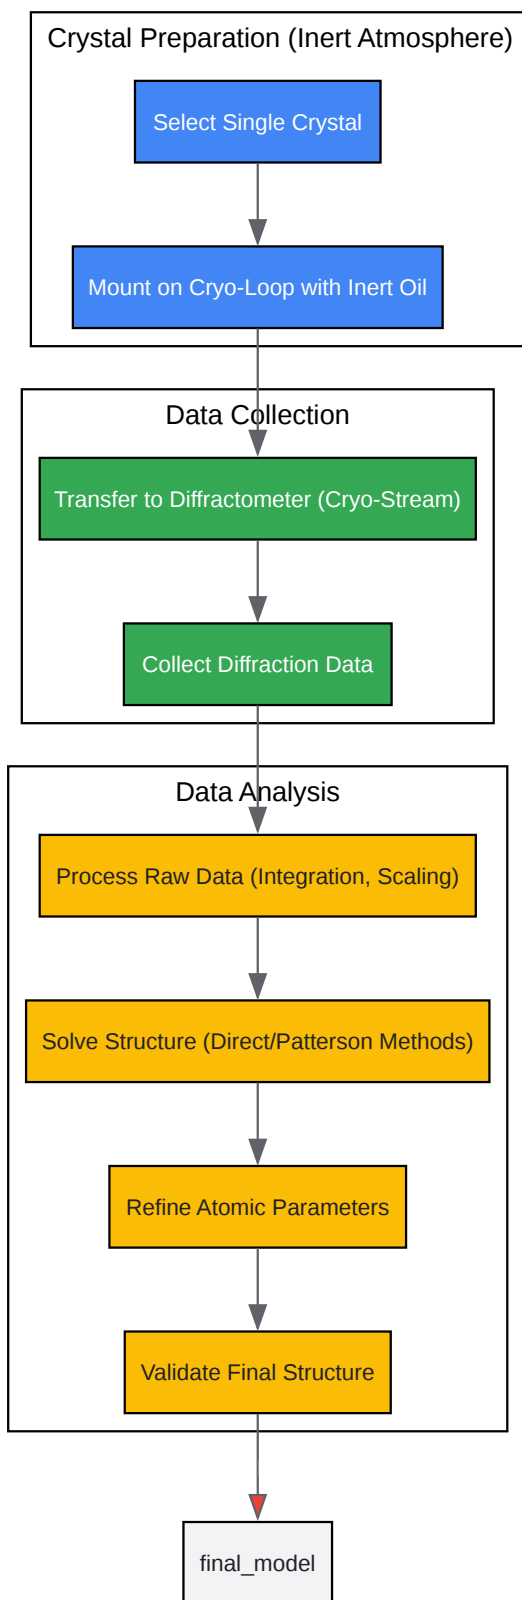 Crystal Preparation (Inert Atmosphere)
Select Single Crystal
Mount on Cryo-Loop with Inert Oil
Data Collection
Transfer to Diffractometer (Cryo-Stream)
Collect Diffraction Data
Data Analysis
Process Raw Data (Integration, Scaling)
Solve Structure (Direct/Patterson Methods)
Refine Atomic Parameters
Validate Final Structure
final_model